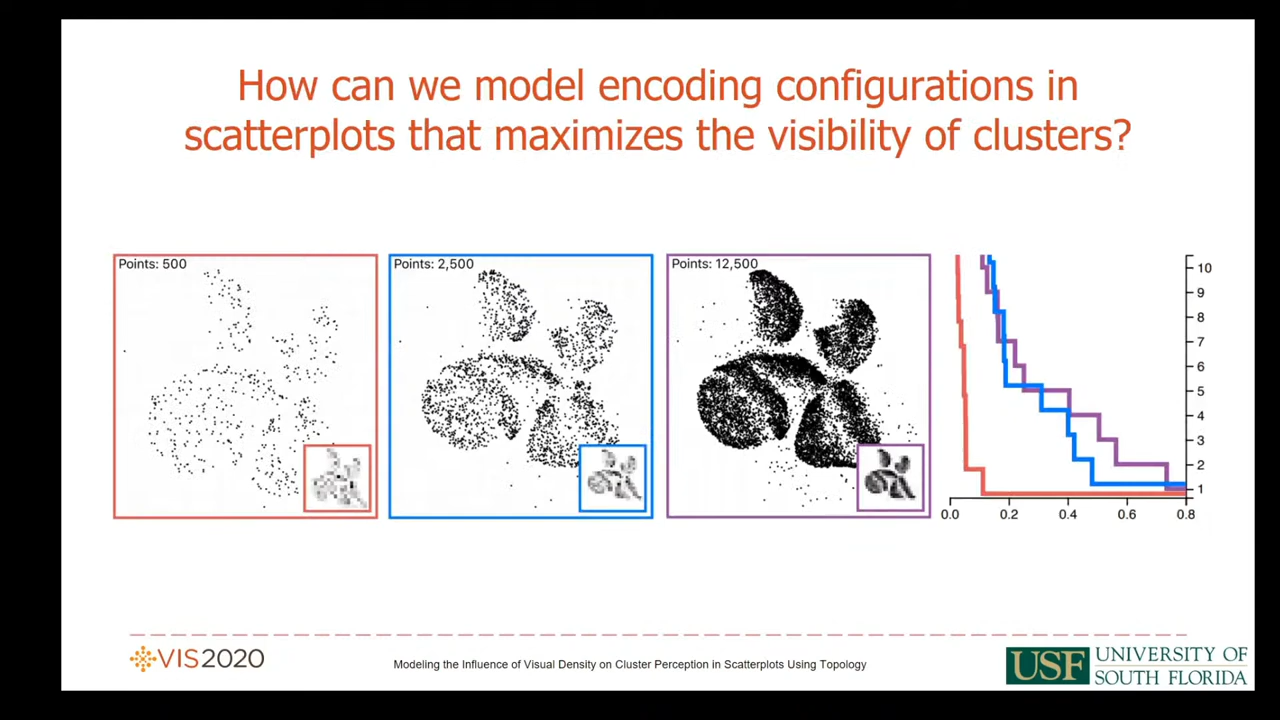 How can we model encoding configurations in
scatterplots that maximizes the visibility of clusters?
Points: 500
Points: 2,500
Points: 12,500
10
9
8
7
6
5
4
3
2
1
0.0 0.2 0.4 0.6 0.8
VIS2020
Modeling the Influence of Visual Density on Cluster Perception in Scatterplots Using Topology
USF UNIVERSITY OF
SOUTH FLORIDA